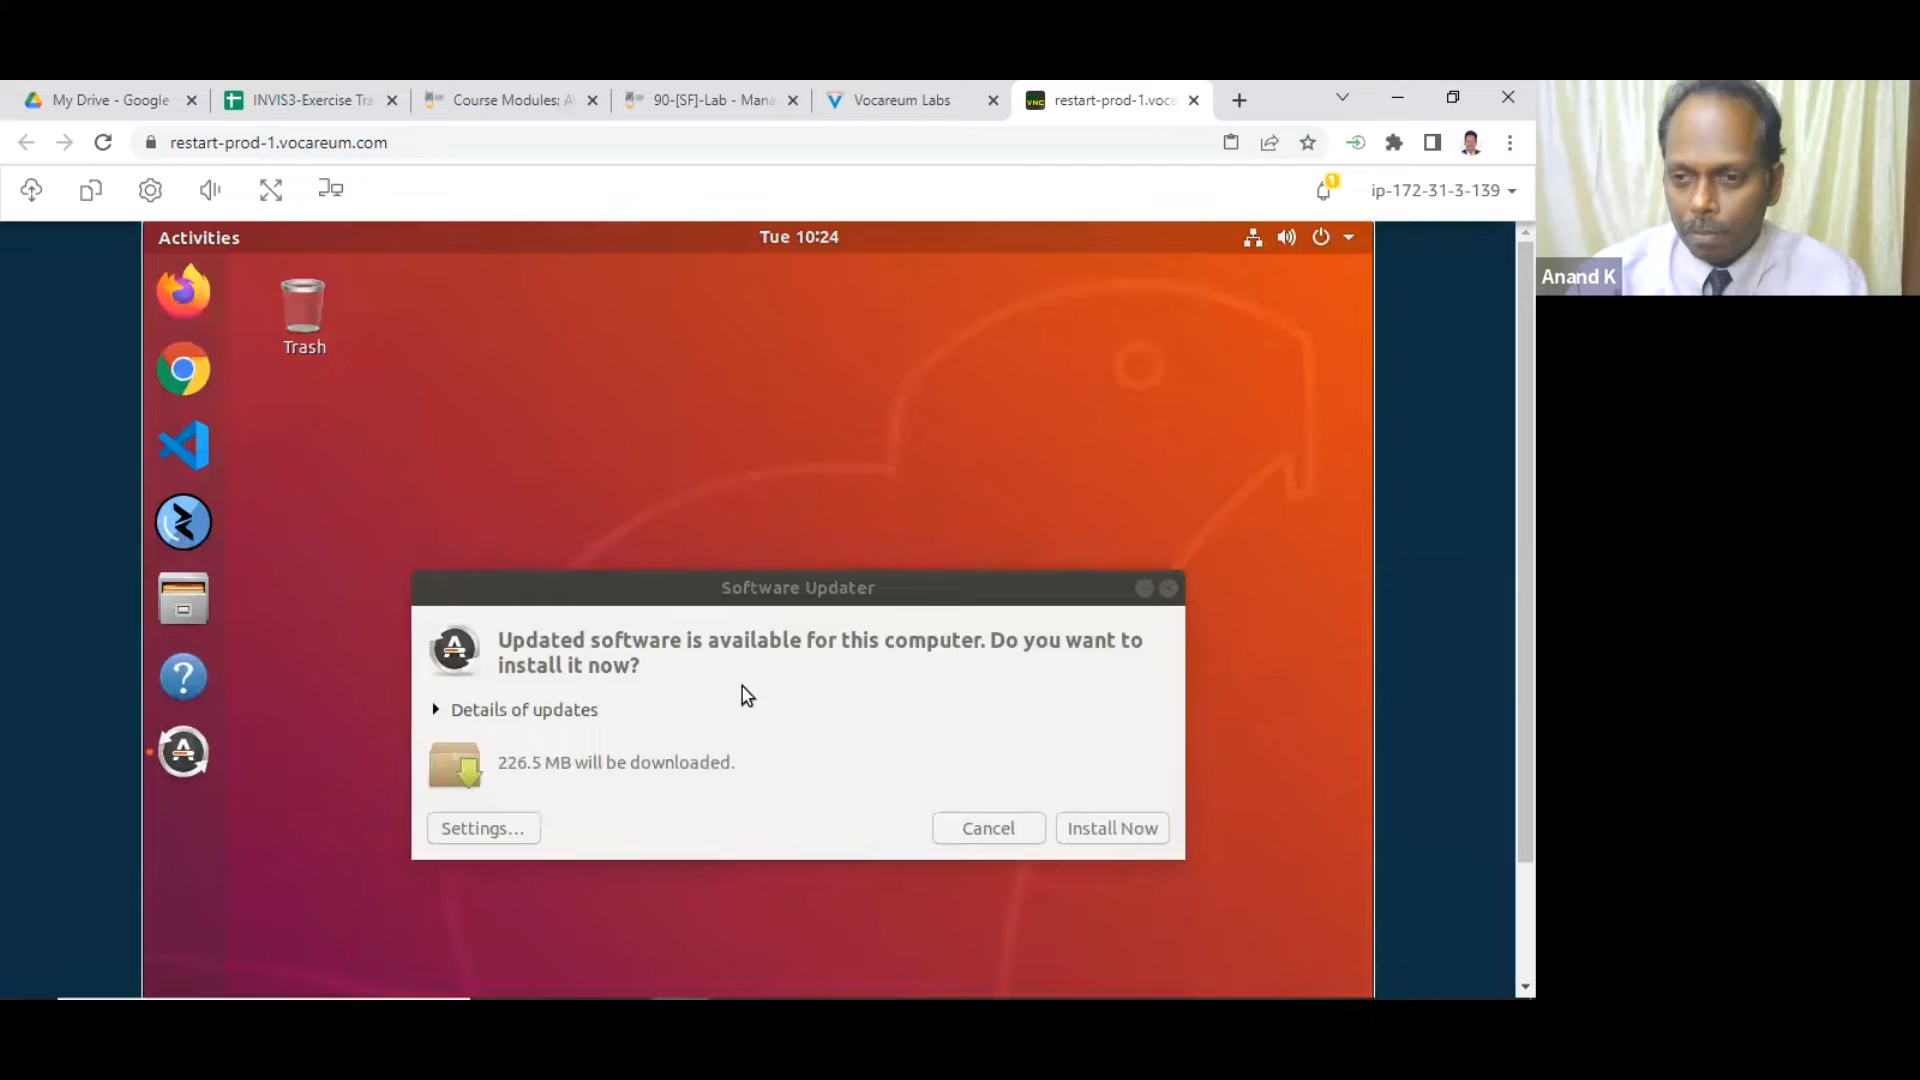 My Drive - Google
INVIS3-Exercise Tra
Course Modules: A
90-[SF]-Lab - Mana
Vocareum Labs
restart-prod-1.voca
restart-prod-1.vocareum.com
1
ip-172-31-3-139
Activities
Tue 10:24
Anand K
Trash
Software Updater
Updated software is available for this computer. Do you want to
install it now?
Details of updates
226.5 MB will be downloaded.
Settings...
Cancel
Install Now